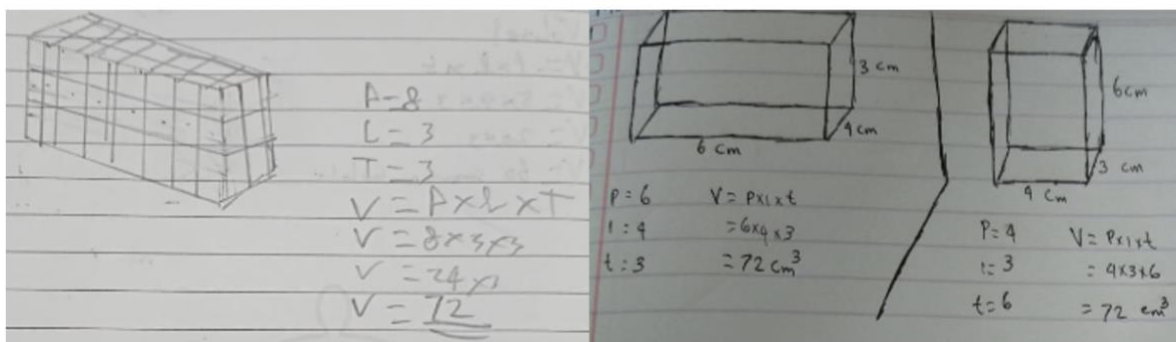 P = 8
L = 3
T = 3
V = P x L x T
V = 8 x 3 x 3
V = 24 x 3
V = 72
3 cm
4 cm
6 cm
P = 6
V = P x l x t
l = 4
= 6 x 4 x 3
t = 3
= 72 cm³
6 cm
3 cm
4 cm
P = 4
V = P x l x t
l = 3
= 4 x 3 x 6
t = 6
= 72 cm³